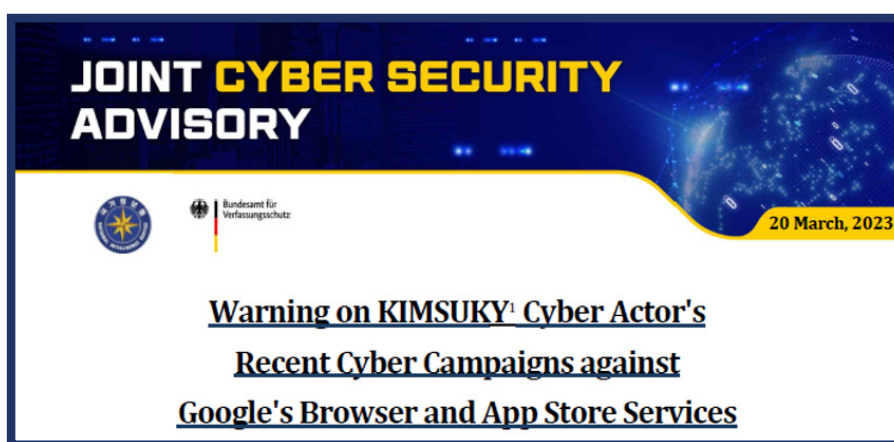 JOINT CYBER SECURITY
ADVISORY
Bundesamt für
Verfassungsschutz
20 March, 2023
Warning on KIMSUKY¹ Cyber Actor's
Recent Cyber Campaigns against
Google's Browser and App Store Services